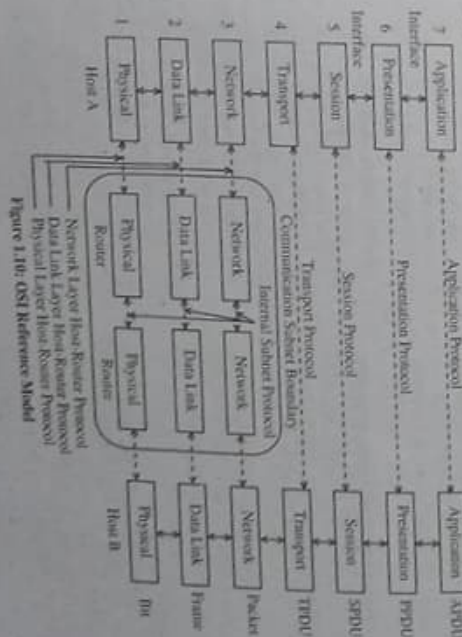 Application Protocol
7 Application Application APDU
Interface
Presentation Protocol
6 Presentation Presentation PPDU
Interface
Session Protocol
5 Session Session SPDU
Transport Protocol
4 Transport Transport TPDU
Communication Subnet Boundary
Internal Subnet Protocol
3 Network Network Network Network Packet
2 Data Link Data Link Data Link Data Link Frame
1 Physical Physical Physical Physical Bit
Host A Router Router Host B
Network Layer Host-Router Protocol
Data Link Layer Host-Router Protocol
Physical Layer Host-Router Protocol
Figure 1.10: OSI Reference Model